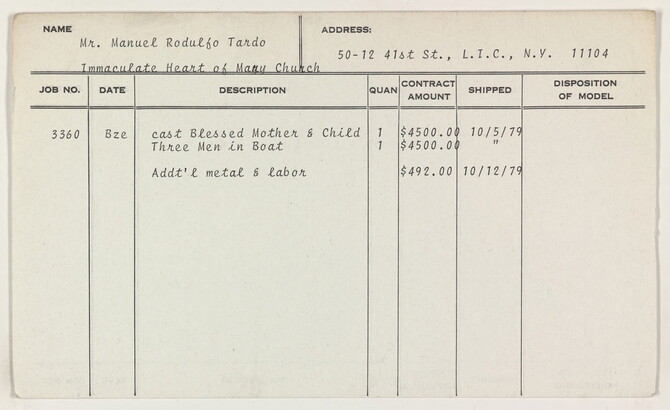 NAME
Mr. Manuel Rodulfo Tardo
Immaculate Heart of Mary Church
ADDRESS:
50-12 41st St., L.I.C., N.Y. 11104
JOB NO. DATE DESCRIPTION QUAN CONTRACT AMOUNT SHIPPED DISPOSITION OF MODEL
3360 Bze cast Blessed Mother & Child 1 $4500.00 10/5/79
Three Men in Boat 1 $4500.00 "
Addt'l metal & labor $492.00 10/12/79